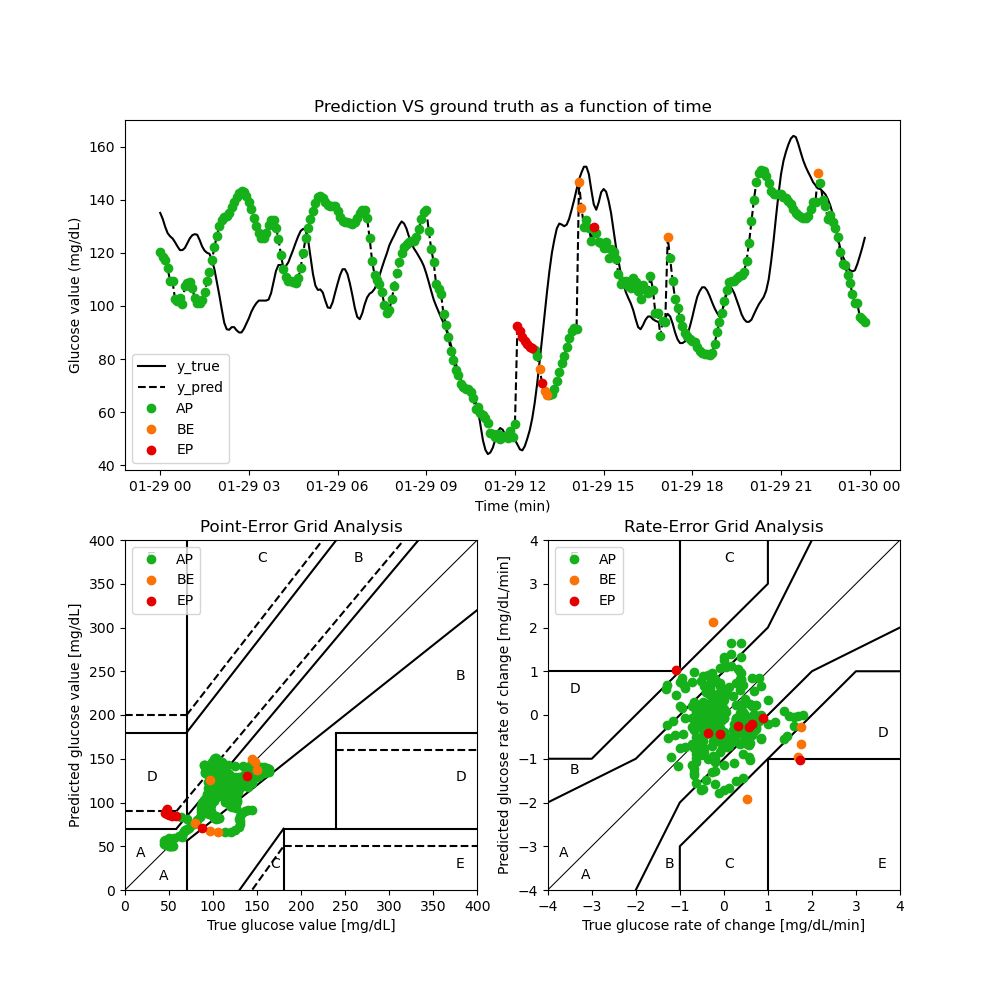 Prediction VS ground truth as a function of time
Glucose value (mg/dL)
160
140
120
100
80
60
40
y_true
y_pred
AP
BE
EP
01-29 00 01-29 03 01-29 06 01-29 09 01-29 12 01-29 15 01-29 18 01-29 21 01-30 00
Time (min)
Point-Error Grid Analysis
Predicted glucose value [mg/dL]
400
350
300
250
200
150
100
50
0
AP
BE
EP
C
B
B
D
D
A
A
C
E
0 50 100 150 200 250 300 350 400
True glucose value [mg/dL]
Rate-Error Grid Analysis
Predicted glucose rate of change [mg/dL/min]
4
3
2
1
0
−1
−2
−3
−4
AP
BE
EP
C
D
D
B
A
A
B
C
E
−4 −3 −2 −1 0 1 2 3 4
True glucose rate of change [mg/dL/min]